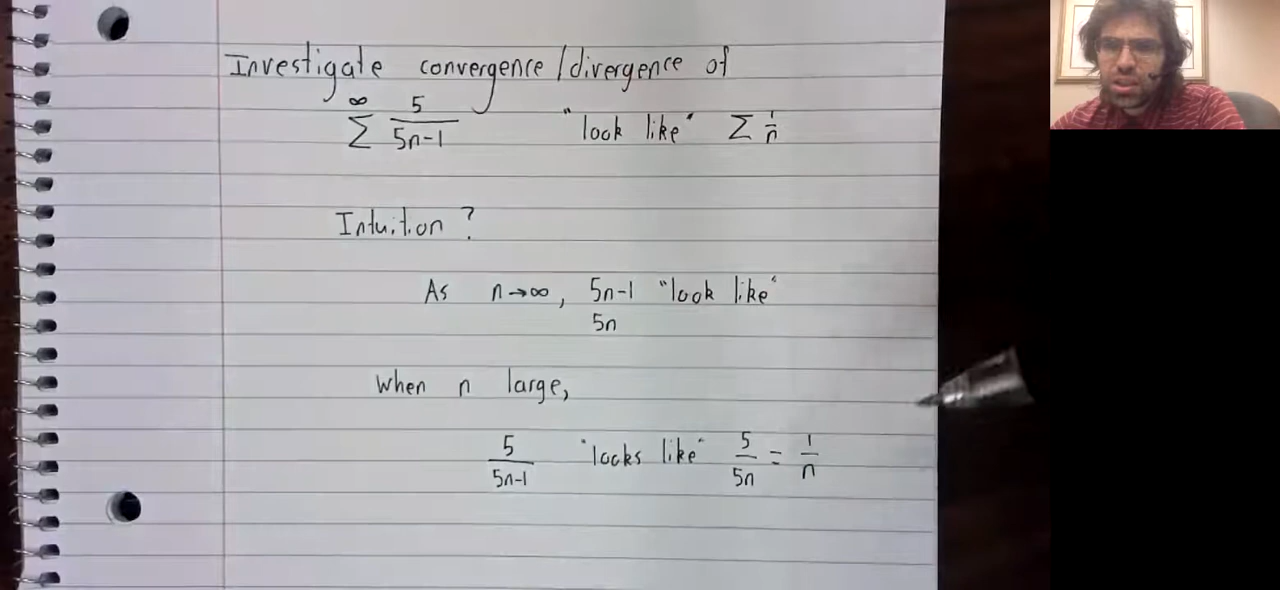 Investigate convergence/divergence of
∞
∑ 5/(5n-1) "look like" ∑ 1/n
Intuition?
As n→∞, 5n-1 "look like"
5n
When n large,
5/(5n-1) "looks like" 5/5n = 1/n